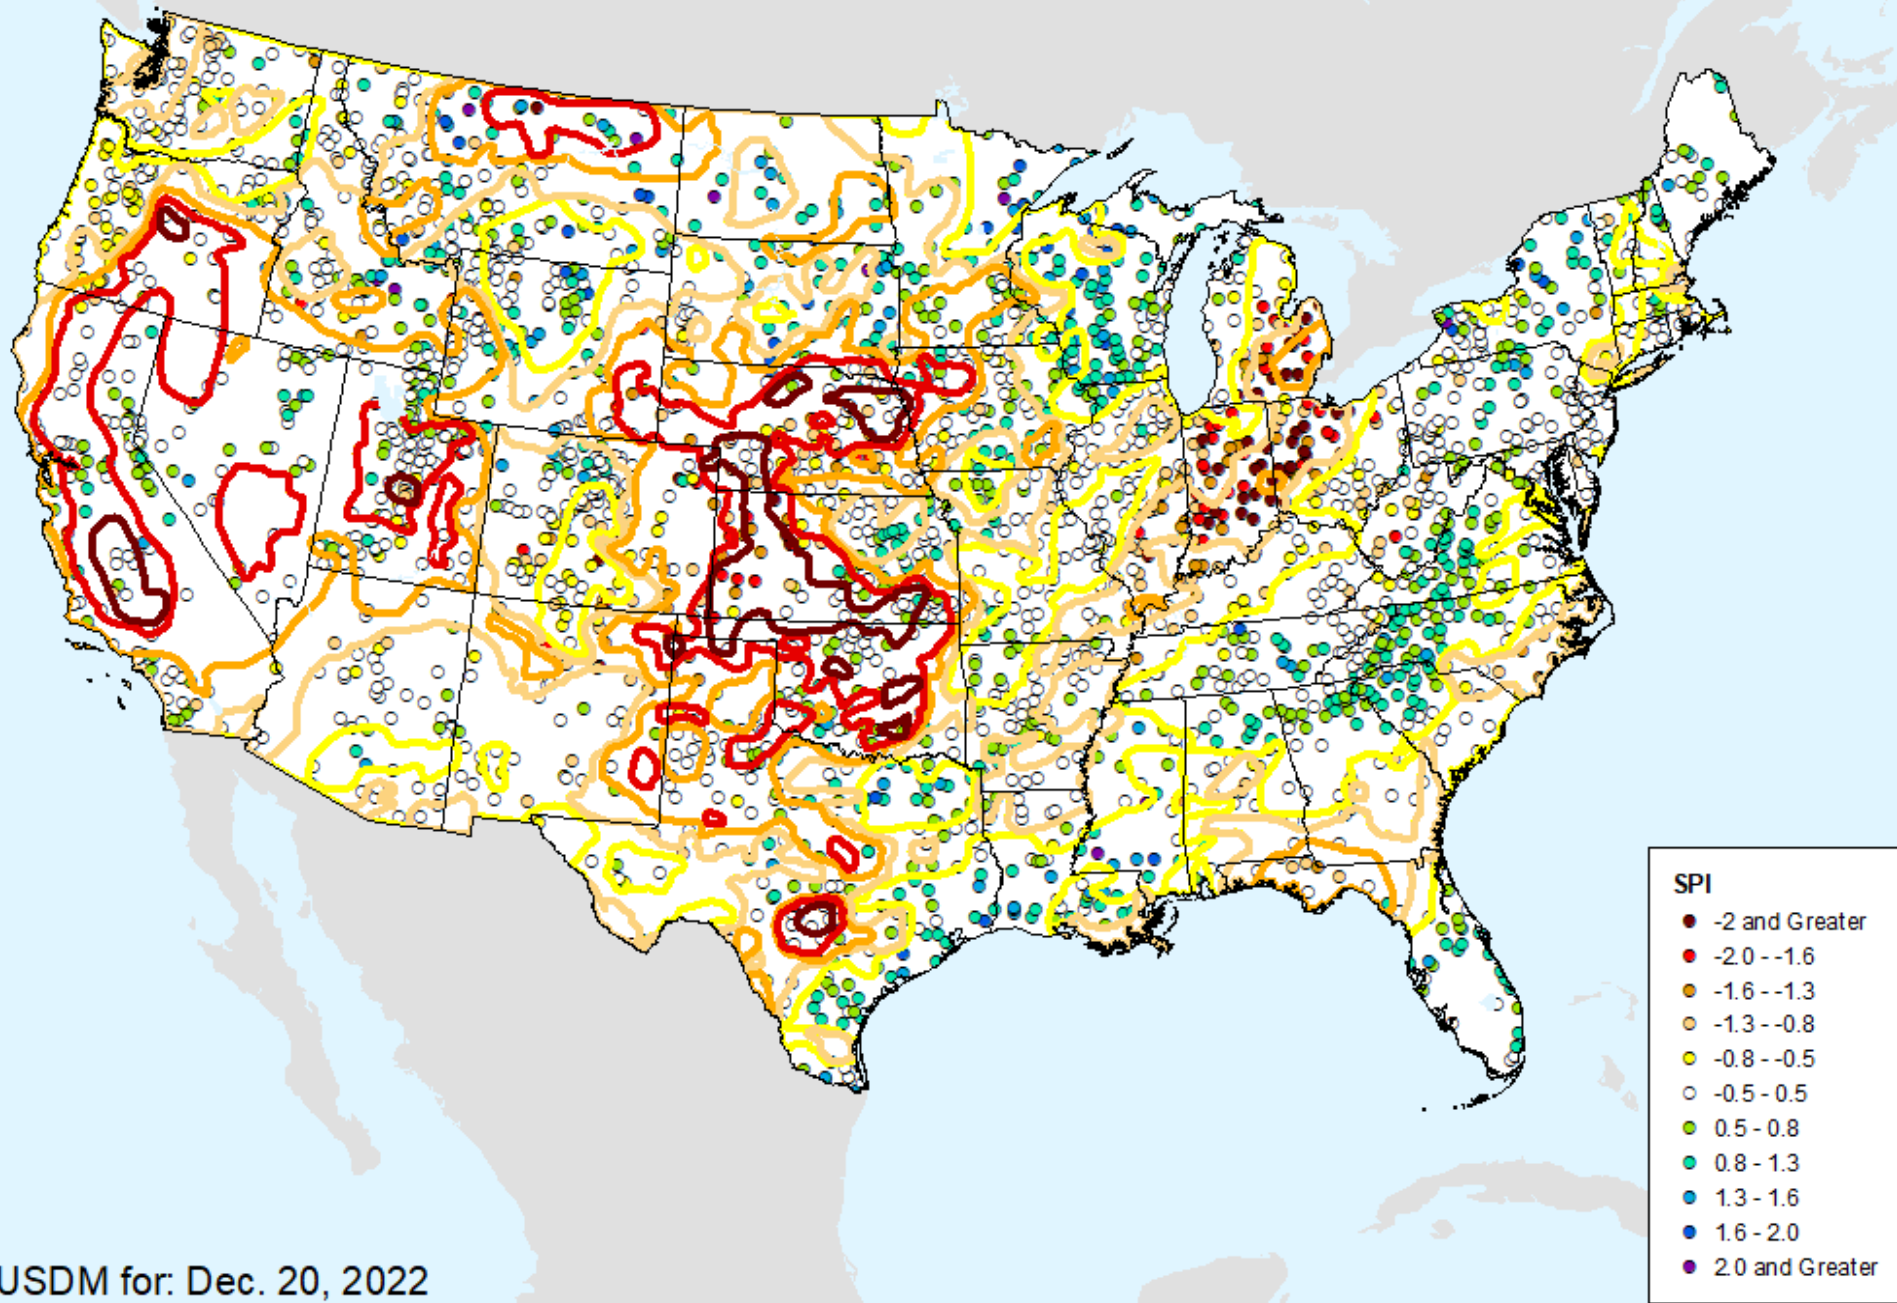 SPI
-2 and Greater
-2.0 - -1.6
-1.6 - -1.3
-1.3 - -0.8
-0.8 - -0.5
-0.5 - 0.5
0.5 - 0.8
0.8 - 1.3
1.3 - 1.6
1.6 - 2.0
2.0 and Greater
USDM for: Dec. 20, 2022